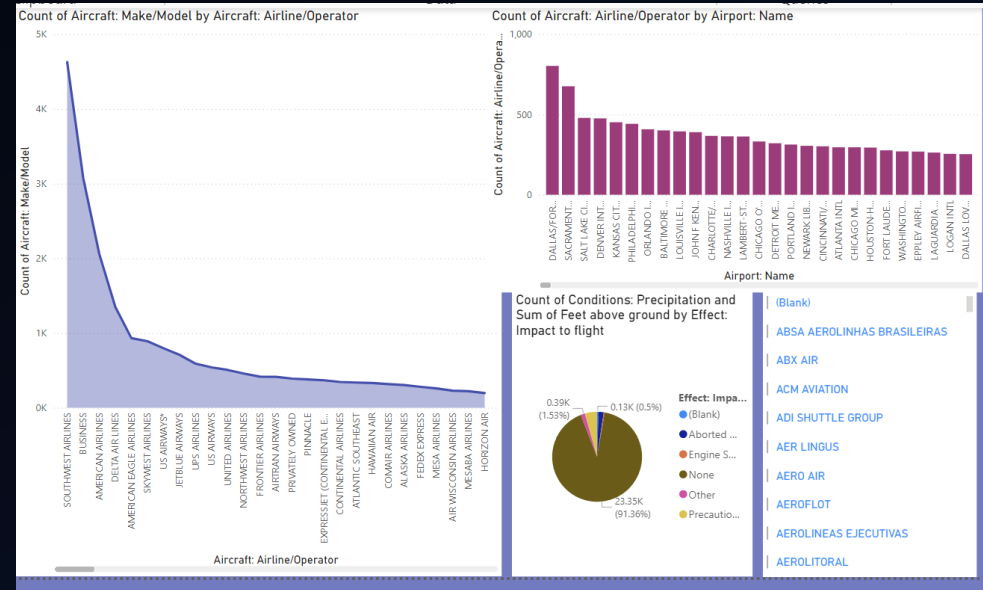 Count of Aircraft: Make/Model by Aircraft: Airline/Operator
Count of Aircraft: Make/Model
5K
4K
3K
2K
1K
0K
SOUTHWEST AIRLINES
BUSINESS
AMERICAN AIRLINES
DELTA AIR LINES
AMERICAN EAGLE AIRLINES
SKYWEST AIRLINES
US AIRWAYS*
JETBLUE AIRWAYS
UPS AIRLINES
US AIRWAYS
UNITED AIRLINES
NORTHWEST AIRLINES
FRONTIER AIRLINES
AIRTRAN AIRWAYS
PRIVATELY OWNED
PINNACLE
EXPRESSJET (CONTINENTAL E...
CONTINENTAL AIRLINES
ATLANTIC SOUTHEAST
HAWAIIAN AIR
COMAIR AIRLINES
ALASKA AIRLINES
FEDEX EXPRESS
MESA AIRLINES
AIR WISCONSIN AIRLINES
MESABA AIRLINES
HORIZON AIR
Aircraft: Airline/Operator
Count of Aircraft: Airline/Operator by Airport: Name
Count of Aircraft: Airline/Opera...
1,000
500
0
DALLAS/FOR...
SACRAMENT...
SALT LAKE CI...
DENVER INT...
KANSAS CIT...
PHILADELPHI...
ORLANDO I...
BALTIMORE ...
LOUISVILLE I...
JOHN F KEN...
CHARLOTTE/...
NASHVILLE I...
LAMBERT-ST...
CHICAGO O'...
DETROIT ME...
PORTLAND I...
NEWARK LIB...
CINCINNATI/...
ATLANTA INTL
CHICAGO MI...
HOUSTON-H...
FORT LAUDE...
WASHINGTO...
EPPLEY AIRFI...
LAGUARDIA ...
LOGAN INTL
DALLAS LOV...
Airport: Name
Count of Conditions: Precipitation and
Sum of Feet above ground by Effect:
Impact to flight
0.39K
(1.53%)
0.13K (0.5%)
23.35K
(91.36%)
Effect: Impa...
(Blank)
Aborted ...
Engine S...
None
Other
Precautio...
(Blank)
ABSA AEROLINHAS BRASILEIRAS
ABX AIR
ACM AVIATION
ADI SHUTTLE GROUP
AER LINGUS
AERO AIR
AEROFLOT
AEROLINEAS EJECUTIVAS
AEROLITORAL